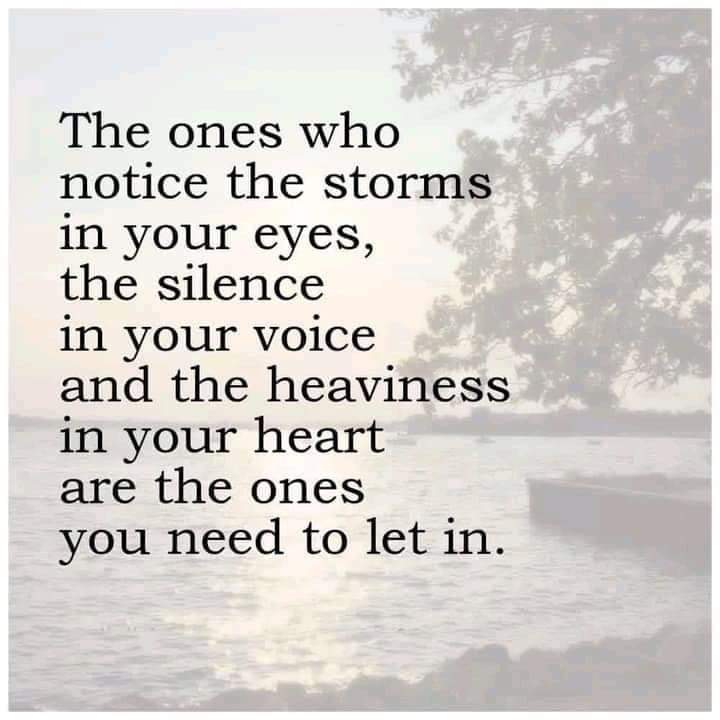 The ones who
notice the storms
in your eyes,
the silence
in your voice
and the heaviness
in your heart
are the ones
you need to let in.